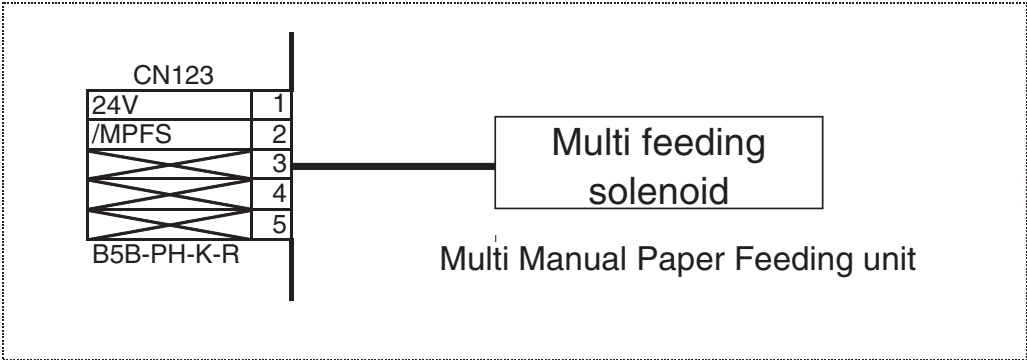 CN123
24V 1
/MPFS 2
3
4
5
B5B-PH-K-R
Multi feeding
solenoid
Multi Manual Paper Feeding unit